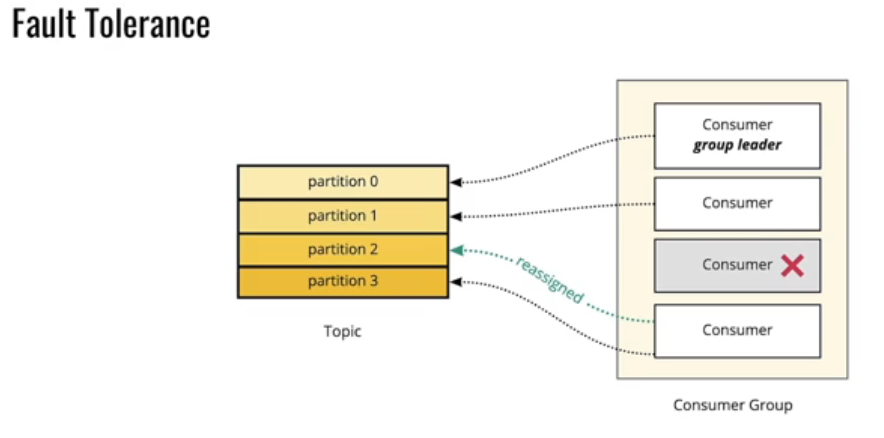 Fault Tolerance
Consumer
group leader
partition 0
partition 1
Consumer
partition 2
reassigned
Consumer
partition 3
Consumer
Topic
Consumer Group